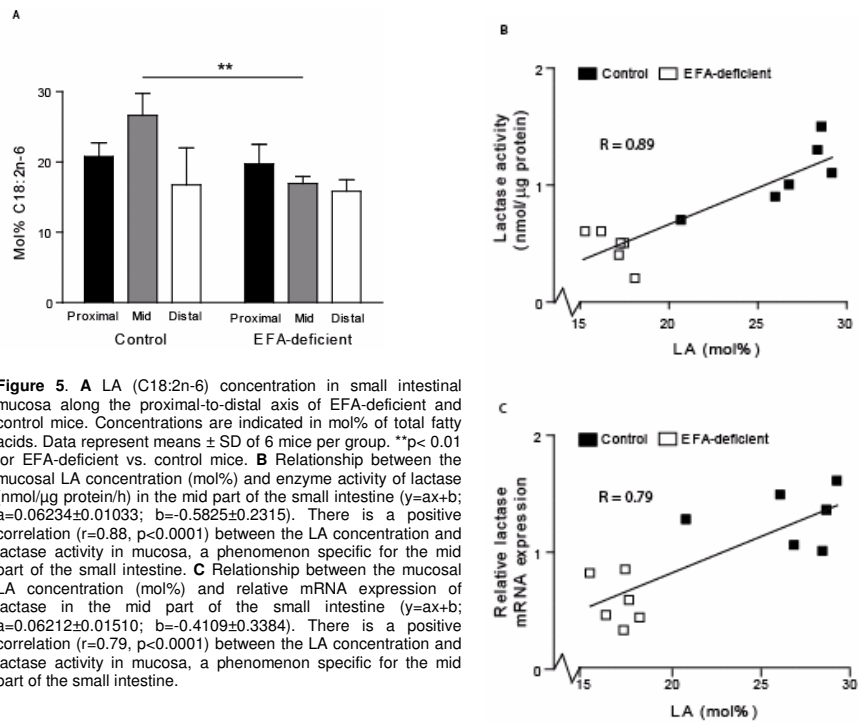 A
**
30
20
10
0
Mol% C18:2n-6
Proximal Mid Distal Proximal Mid Distal
Control EFA-deficient
Figure 5. A LA (C18:2n-6) concentration in small intestinal
mucosa along the proximal-to-distal axis of EFA-deficient and
control mice. Concentrations are indicated in mol% of total fatty
acids. Data represent means ± SD of 6 mice per group. **p< 0.01
or EFA-deficient vs. control mice. B Relationship between the
mucosal LA concentration (mol%) and enzyme activity of lactase
nmol/µg protein/h) in the mid part of the small intestine (y=ax+b;
a=0.06234±0.01033; b=-0.5825±0.2315). There is a positive
correlation (r=0.88, p<0.0001) between the LA concentration and
lactase activity in mucosa, a phenomenon specific for the mid
part of the small intestine. C Relationship between the mucosal
LA concentration (mol%) and relative mRNA expression of
lactase in the mid part of the small intestine (y=ax+b;
a=0.06212±0.01510; b=-0.4109±0.3384). There is a positive
correlation (r=0.79, p<0.0001) between the LA concentration and
lactase activity in mucosa, a phenomenon specific for the mid
part of the small intestine.
B
Control EFA-deficient
R = 0.89
2
1
0
Lactase activity
(nmol/µg protein)
15 20 25 30
LA (mol%)
C
Control EFA-deficient
R = 0.79
2
1
0
Relative lactase
mRNA expression
15 20 25 30
LA (mol%)